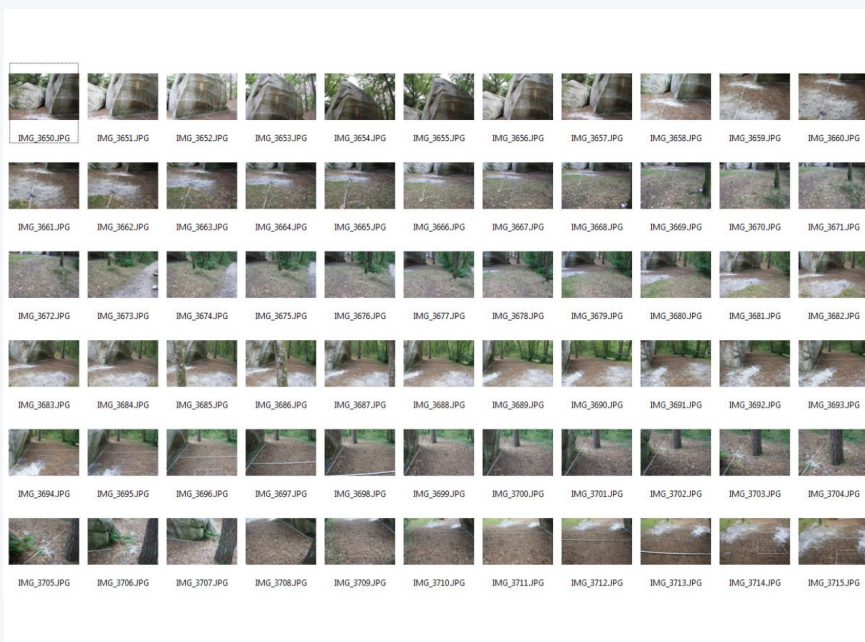 IMG_3650.JPG IMG_3651.JPG IMG_3652.JPG IMG_3653.JPG IMG_3654.JPG IMG_3655.JPG IMG_3656.JPG IMG_3657.JPG IMG_3658.JPG IMG_3659.JPG IMG_3660.JPG
IMG_3661.JPG IMG_3662.JPG IMG_3663.JPG IMG_3664.JPG IMG_3665.JPG IMG_3666.JPG IMG_3667.JPG IMG_3668.JPG IMG_3669.JPG IMG_3670.JPG IMG_3671.JPG
IMG_3672.JPG IMG_3673.JPG IMG_3674.JPG IMG_3675.JPG IMG_3676.JPG IMG_3677.JPG IMG_3678.JPG IMG_3679.JPG IMG_3680.JPG IMG_3681.JPG IMG_3682.JPG
IMG_3683.JPG IMG_3684.JPG IMG_3685.JPG IMG_3686.JPG IMG_3687.JPG IMG_3688.JPG IMG_3689.JPG IMG_3690.JPG IMG_3691.JPG IMG_3692.JPG IMG_3693.JPG
IMG_3694.JPG IMG_3695.JPG IMG_3696.JPG IMG_3697.JPG IMG_3698.JPG IMG_3699.JPG IMG_3700.JPG IMG_3701.JPG IMG_3702.JPG IMG_3703.JPG IMG_3704.JPG
IMG_3705.JPG IMG_3706.JPG IMG_3707.JPG IMG_3708.JPG IMG_3709.JPG IMG_3710.JPG IMG_3711.JPG IMG_3712.JPG IMG_3713.JPG IMG_3714.JPG IMG_3715.JPG